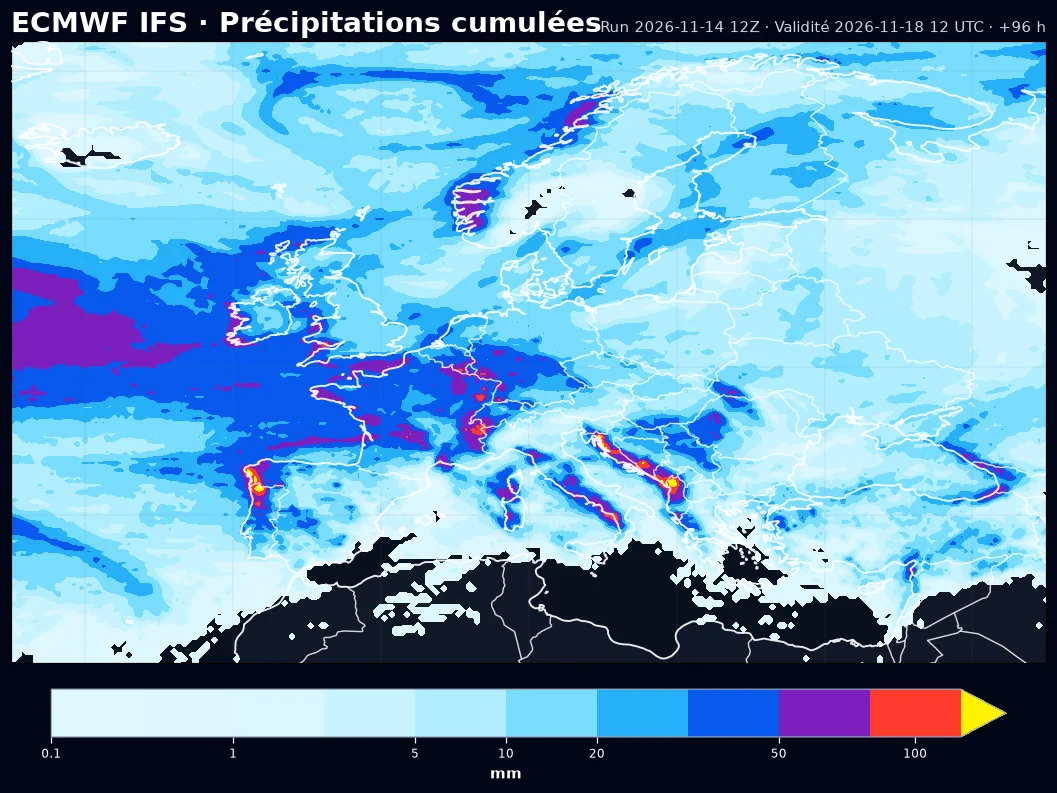 ECMWF IFS · Précipitations cumulées
Run 2026-11-14 12Z · Validité 2026-11-18 12 UTC · +96 h
0.1 1 5 10 20 50 100
mm